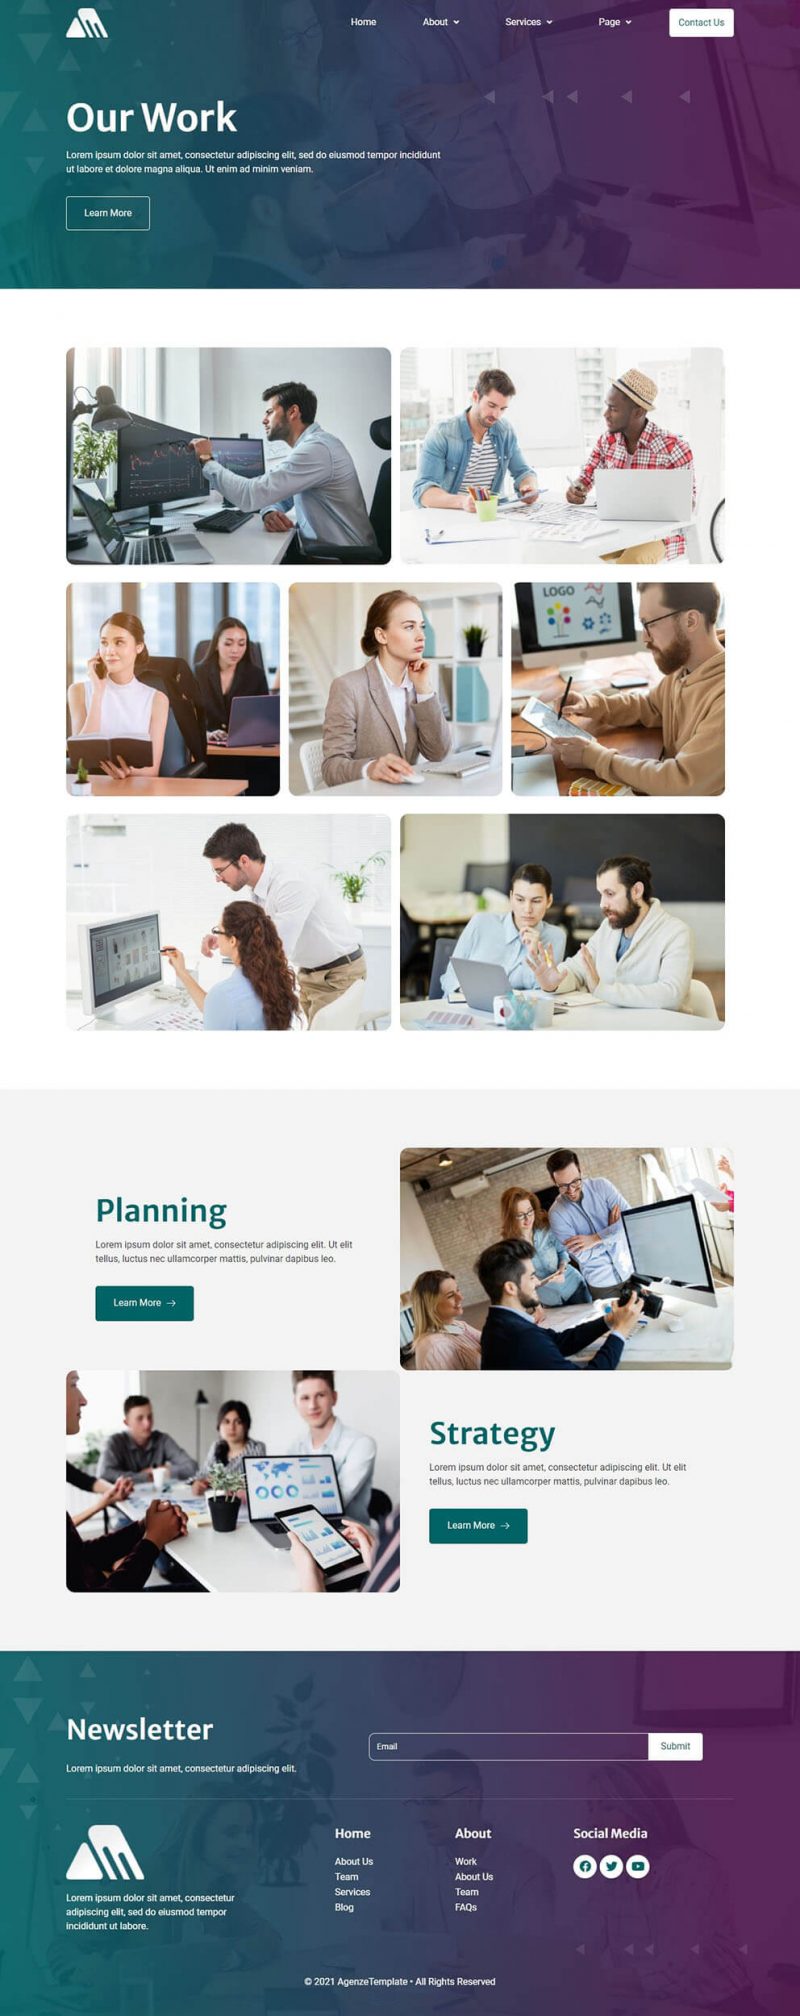 Home
About
Services
Page
Contact Us
Our Work
Lorem ipsum dolor sit amet, consectetur adipiscing elit, sed do eiusmod tempor incididunt
ut labore et dolore magna aliqua. Ut enim ad minim veniam.
Learn More
LOGO
Planning
Lorem ipsum dolor sit amet, consectetur adipiscing elit. Ut elit
tellus, luctus nec ullamcorper mattis, pulvinar dapibus leo.
Learn More →
Strategy
Lorem ipsum dolor sit amet, consectetur adipiscing elit. Ut elit
tellus, luctus nec ullamcorper mattis, pulvinar dapibus leo.
Learn More →
Newsletter
Lorem ipsum dolor sit amet, consectetur adipiscing elit.
Email
Submit
Lorem ipsum dolor sit amet, consectetur
adipiscing elit, sed do eiusmod tempor
incididunt ut labore.
Home
About Us
Team
Services
Blog
About
Work
About Us
Team
FAQs
Social Media
© 2021 AgenzeTemplate • All Rights Reserved